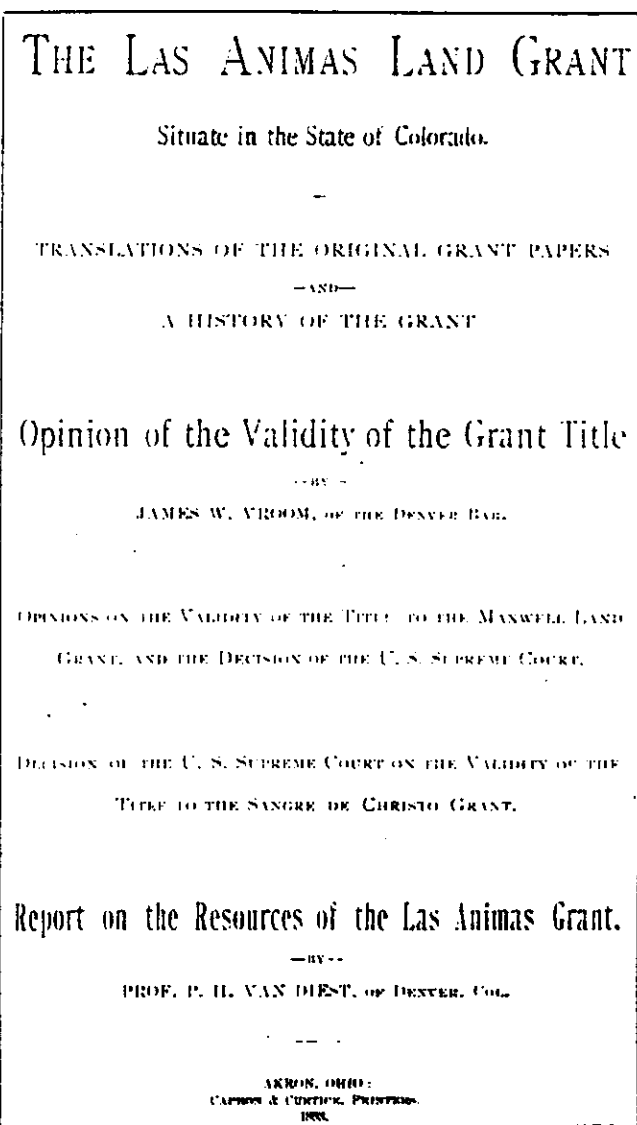 THE LAS ANIMAS LAND GRANT
Situate in the State of Colorado.
TRANSLATIONS OF THE ORIGINAL GRANT PAPERS
—AND—
A HISTORY OF THE GRANT
Opinion of the Validity of the Grant Title
--BY-
JAMES W. VROOM, OF THE DENVER BAR.
OPINIONS ON THE VALIDITY OF THE TITLE TO THE MAXWELL LAND
GRANT, AND THE DECISION OF THE U. S. SUPREME COURT.
DECISION OF THE U. S. SUPREME COURT ON THE VALIDITY OF THE
TITLE TO THE SANGRE DE CHRISTO GRANT.
Report on the Resources of the Las Animas Grant.
—BY--
PROF. P. H. VAN DIEST, OF DENVER, COL.
AKRON, OHIO:
PRINTERS.